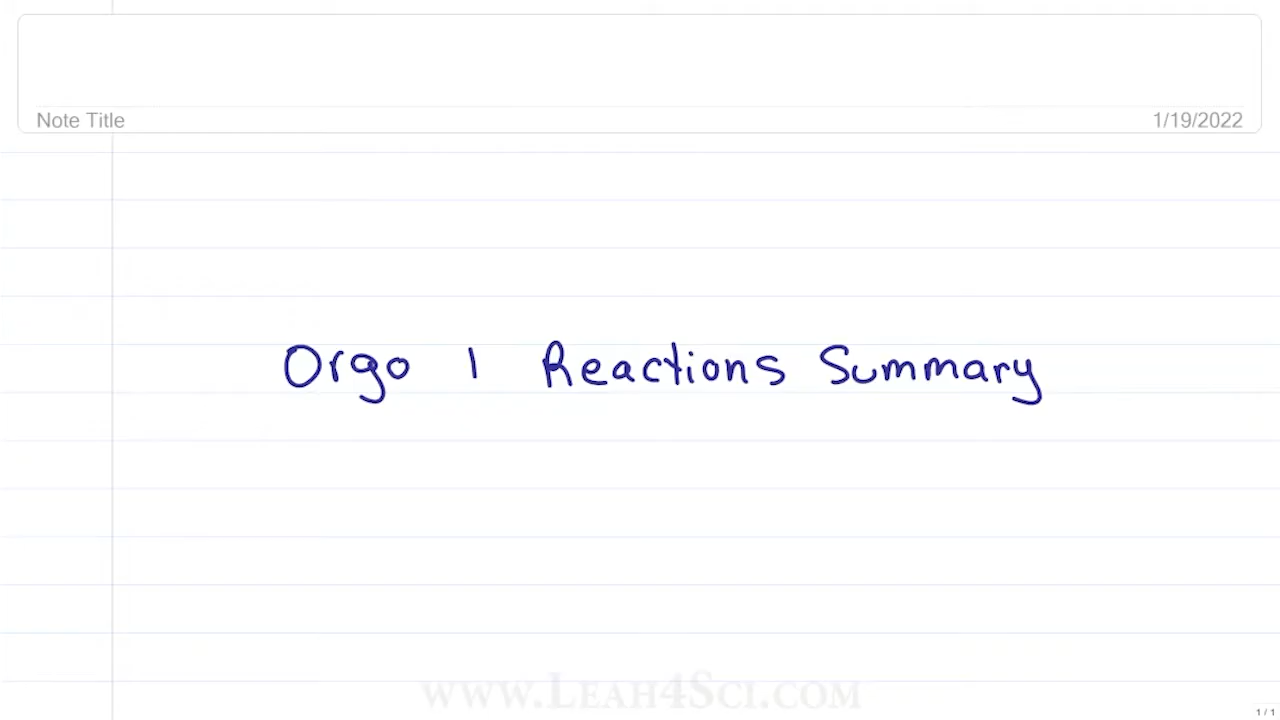 Note Title
1/19/2022
Orgo 1 Reactions Summary
www.Leah4Sci.com
1 / 1